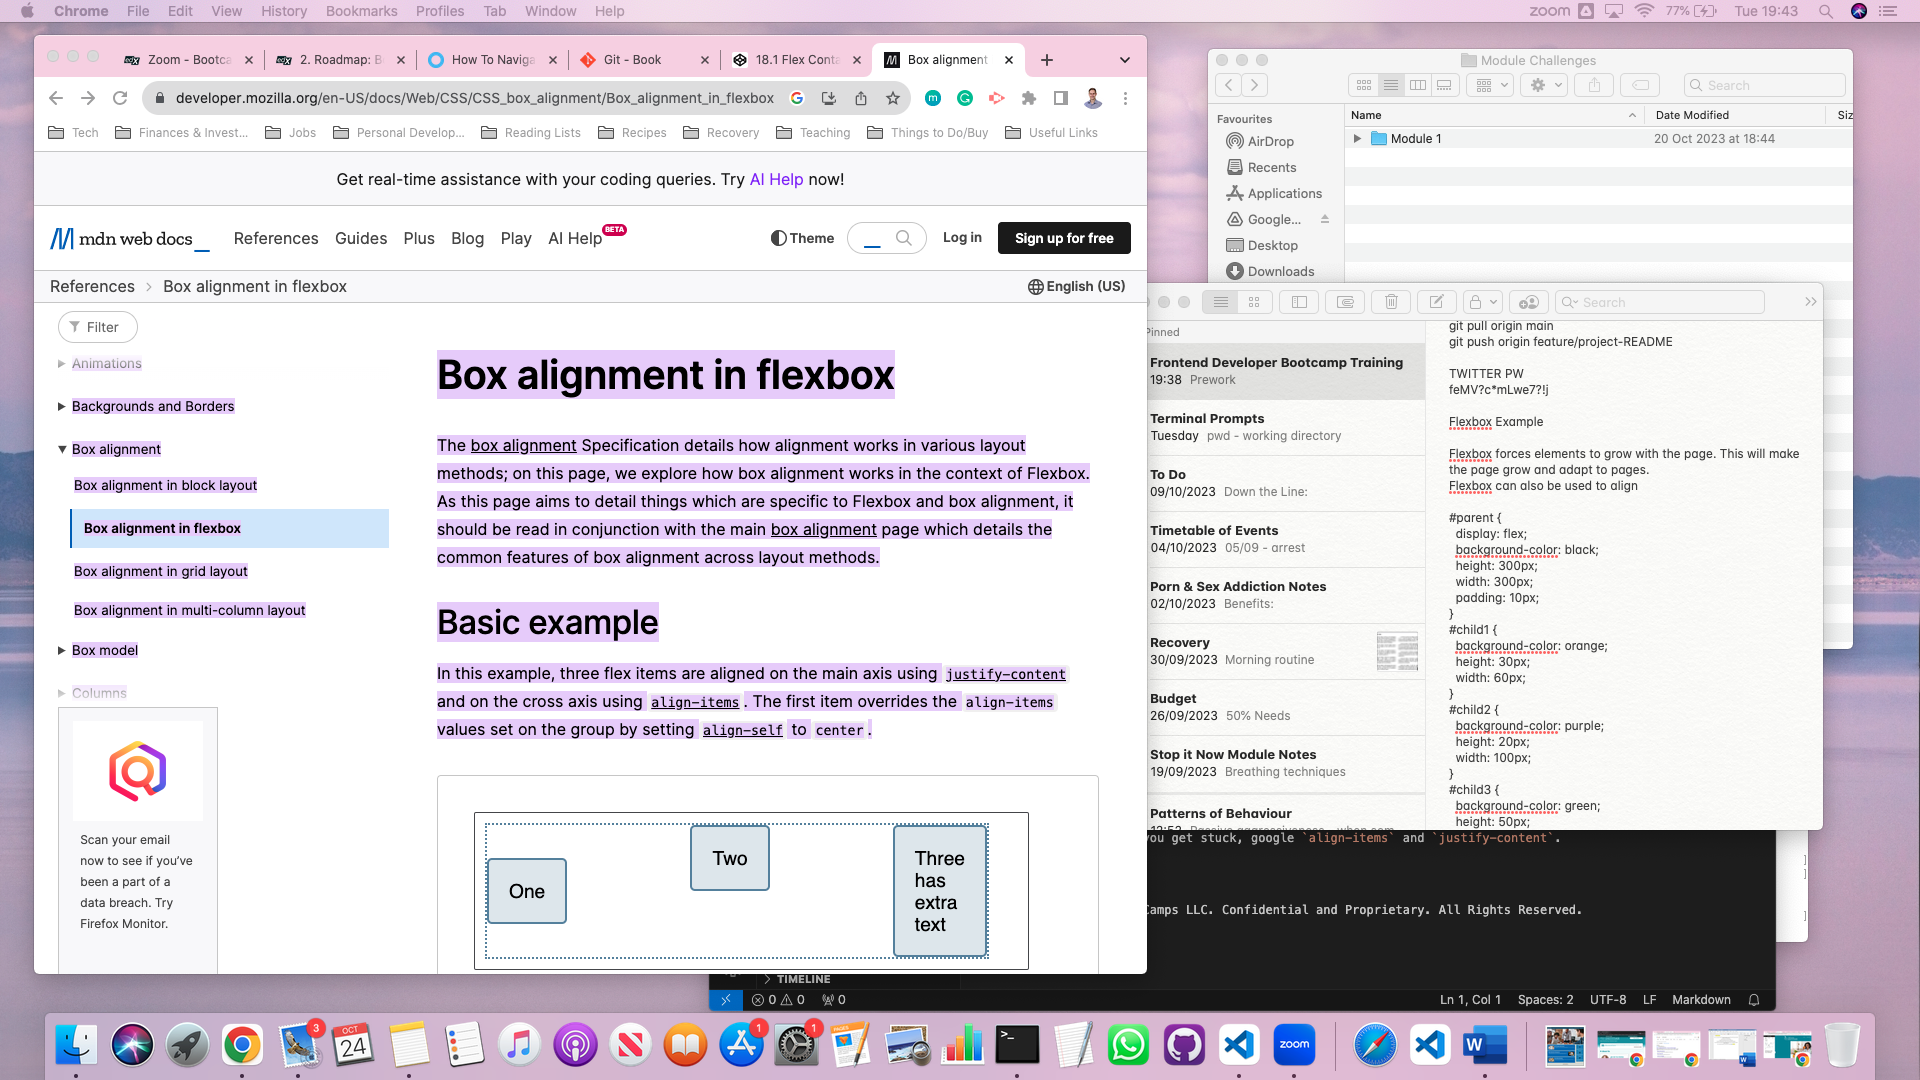 Chrome File Edit View History Bookmarks Profiles Tab Window Help
zoom 77% Tue 19:43
Zoom - Bootca
2. Roadmap: B
How To Naviga
Git - Book
18.1 Flex Conta
Box alignment
developer.mozilla.org/en-US/docs/Web/CSS/CSS_box_alignment/Box_alignment_in_flexbox
Tech
Finances & Invest...
Jobs
Personal Develop...
Reading Lists
Recipes
Recovery
Teaching
Things to Do/Buy
Useful Links
Get real-time assistance with your coding queries. Try AI Help now!
mdn web docs_
References Guides Plus Blog Play AI Help BETA
Theme
Log in
Sign up for free
References > Box alignment in flexbox
English (US)
Filter
Animations
Backgrounds and Borders
Box alignment
Box alignment in block layout
Box alignment in flexbox
Box alignment in grid layout
Box alignment in multi-column layout
Box model
Columns
Scan your email
now to see if you've
been a part of a
data breach. Try
Firefox Monitor.
Box alignment in flexbox
The box alignment Specification details how alignment works in various layout
methods; on this page, we explore how box alignment works in the context of Flexbox.
As this page aims to detail things which are specific to Flexbox and box alignment, it
should be read in conjunction with the main box alignment page which details the
common features of box alignment across layout methods.
Basic example
In this example, three flex items are aligned on the main axis using justify-content
and on the cross axis using align-items. The first item overrides the align-items
values set on the group by setting align-self to center.
One
Two
Three
has
extra
text
Module Challenges
Search
Favourites
AirDrop
Recents
Applications
Google...
Desktop
Downloads
Name Date Modified Siz
Module 1 20 Oct 2023 at 18:44
Search
Pinned
Frontend Developer Bootcamp Training
19:38 Prework
Terminal Prompts
Tuesday pwd - working directory
To Do
09/10/2023 Down the Line:
Timetable of Events
04/10/2023 05/09 - arrest
Porn & Sex Addiction Notes
02/10/2023 Benefits:
Recovery
30/09/2023 Morning routine
Budget
26/09/2023 50% Needs
Stop it Now Module Notes
19/09/2023 Breathing techniques
Patterns of Behaviour
git pull origin main
git push origin feature/project-README
TWITTER PW
feMV?c*mLwe7?!j
Flexbox Example
Flexbox forces elements to grow with the page. This will make
the page grow and adapt to pages.
Flexbox can also be used to align
#parent {
display: flex;
background-color: black;
height: 300px;
width: 300px;
padding: 10px;
}
#child1 {
background-color: orange;
height: 30px;
width: 60px;
}
#child2 {
background-color: purple;
height: 20px;
width: 100px;
}
#child3 {
background-color: green;
height: 50px;
you get stuck, google `align-items` and `justify-content`.
Camps LLC. Confidential and Proprietary. All Rights Reserved.
TIMELINE
0 0 0
Ln 1, Col 1 Spaces: 2 UTF-8 LF Markdown
3
OCT
24
1
1
PAGES
zoom
W